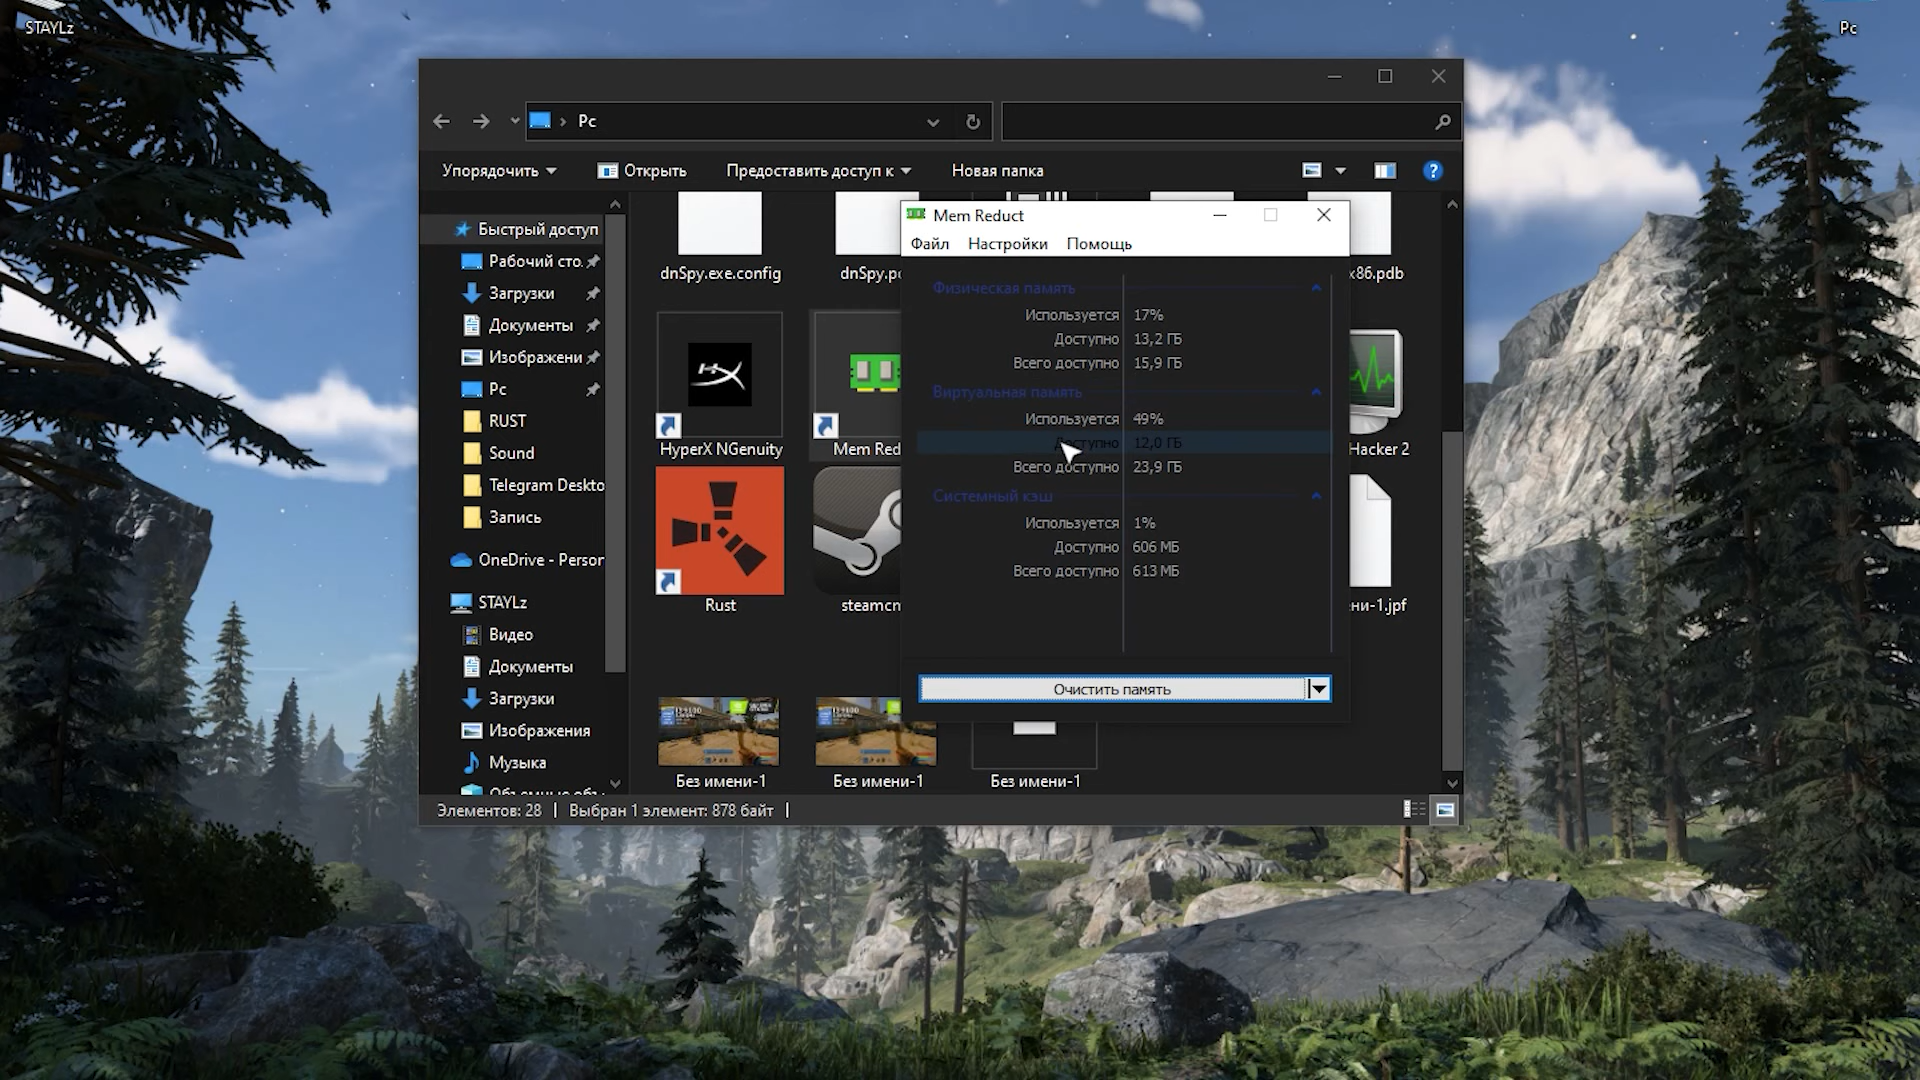 STAYLz
Pc
Pc
Упорядочить
Открыть
Предоставить доступ к
Новая папка
Быстрый доступ
Рабочий сто.
Загрузки
Документы
Изображени
Pc
RUST
Sound
Telegram Deskto
Запись
OneDrive - Person
STAYLz
Видео
Документы
Загрузки
Изображения
Музыка
dnSpy.exe.config
dnSpy.p
x86.pdb
HyperX NGenuity
Mem Red
Hacker 2
Rust
steamcm
ни-1.jpf
Без имени-1
Без имени-1
Без имени-1
Элементов: 28
Выбран 1 элемент: 878 байт
Mem Reduct
Файл Настройки Помощь
Физическая память
Используется 17%
Доступно 13,2 ГБ
Всего доступно 15,9 ГБ
Виртуальная память
Используется 49%
Доступно 12,0 ГБ
Всего доступно 23,9 ГБ
Системный кэш
Используется 1%
Доступно 606 МБ
Всего доступно 613 МБ
Очистить память